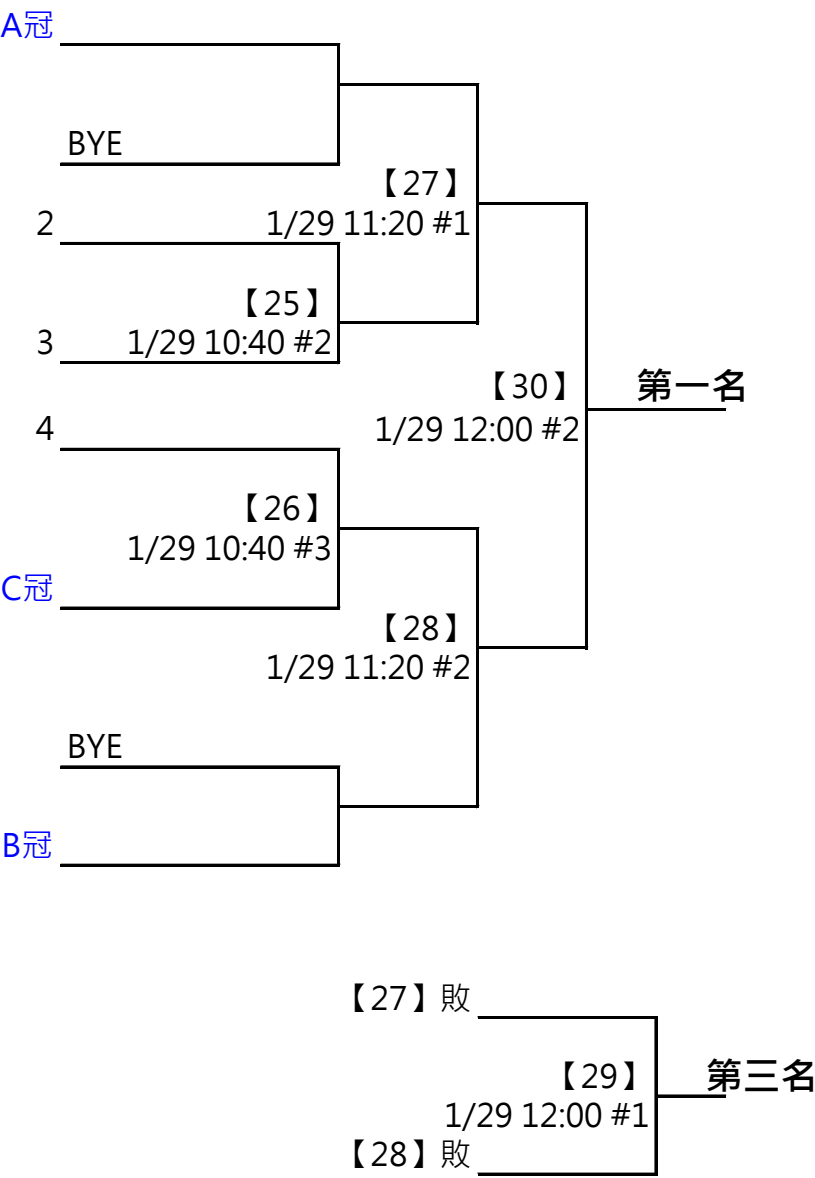 A冠
BYE
【27】
2
1/29 11:20 #1
【25】
3
1/29 10:40 #2
【30】
第一名
4
1/29 12:00 #2
【26】
1/29 10:40 #3
C冠
【28】
1/29 11:20 #2
BYE
B冠
【27】敗
【29】
第三名
1/29 12:00 #1
【28】敗